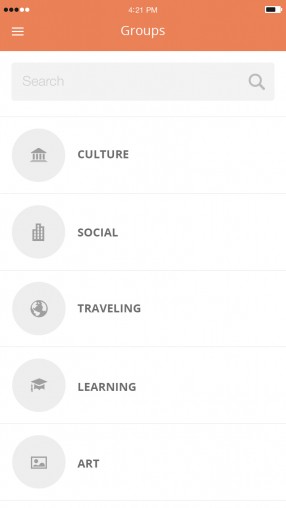 4:21 PM
Groups
Search
CULTURE
SOCIAL
TRAVELING
LEARNING
ART